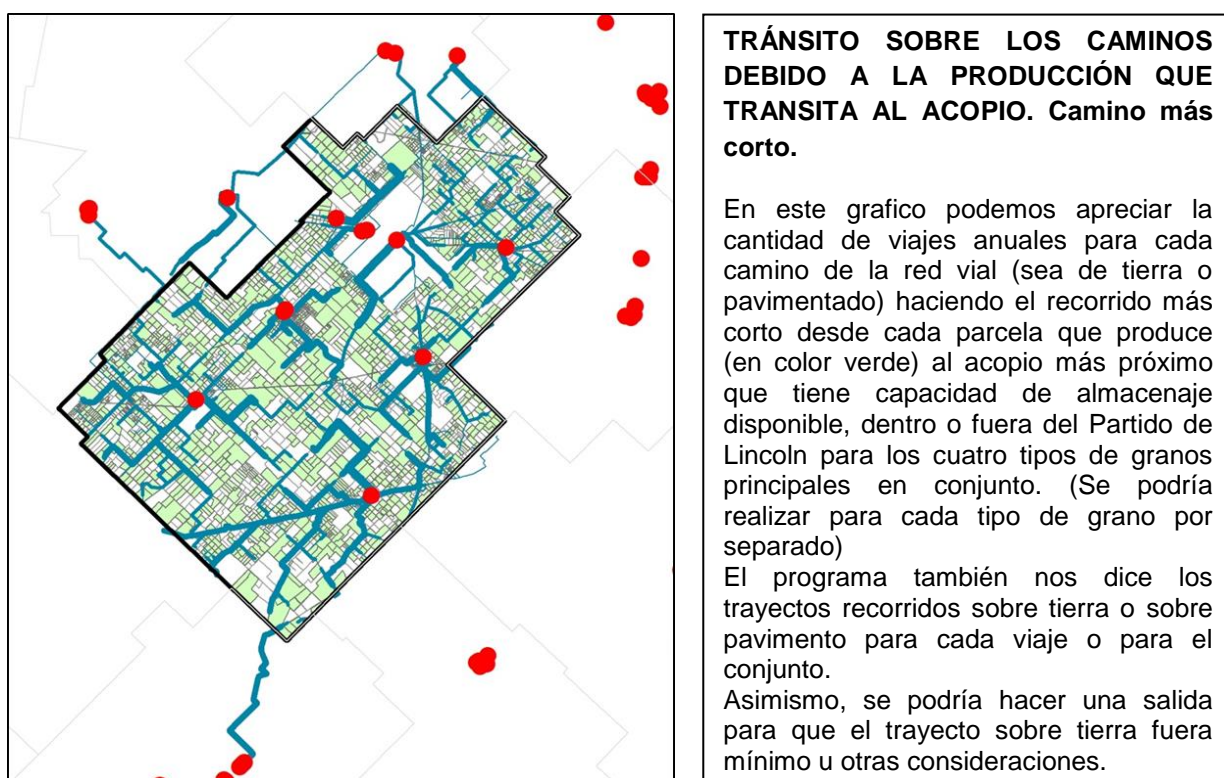 TRÁNSITO SOBRE LOS CAMINOS
DEBIDO A LA PRODUCCIÓN QUE
TRANSITA AL ACOPIO. Camino más
corto.
En este grafico podemos apreciar la
cantidad de viajes anuales para cada
camino de la red vial (sea de tierra o
pavimentado) haciendo el recorrido más
corto desde cada parcela que produce
(en color verde) al acopio más próximo
que tiene capacidad de almacenaje
disponible, dentro o fuera del Partido de
Lincoln para los cuatro tipos de granos
principales en conjunto. (Se podría
realizar para cada tipo de grano por
separado)
El programa también nos dice los
trayectos recorridos sobre tierra o sobre
pavimento para cada viaje o para el
conjunto.
Asimismo, se podría hacer una salida
para que el trayecto sobre tierra fuera
mínimo u otras consideraciones.